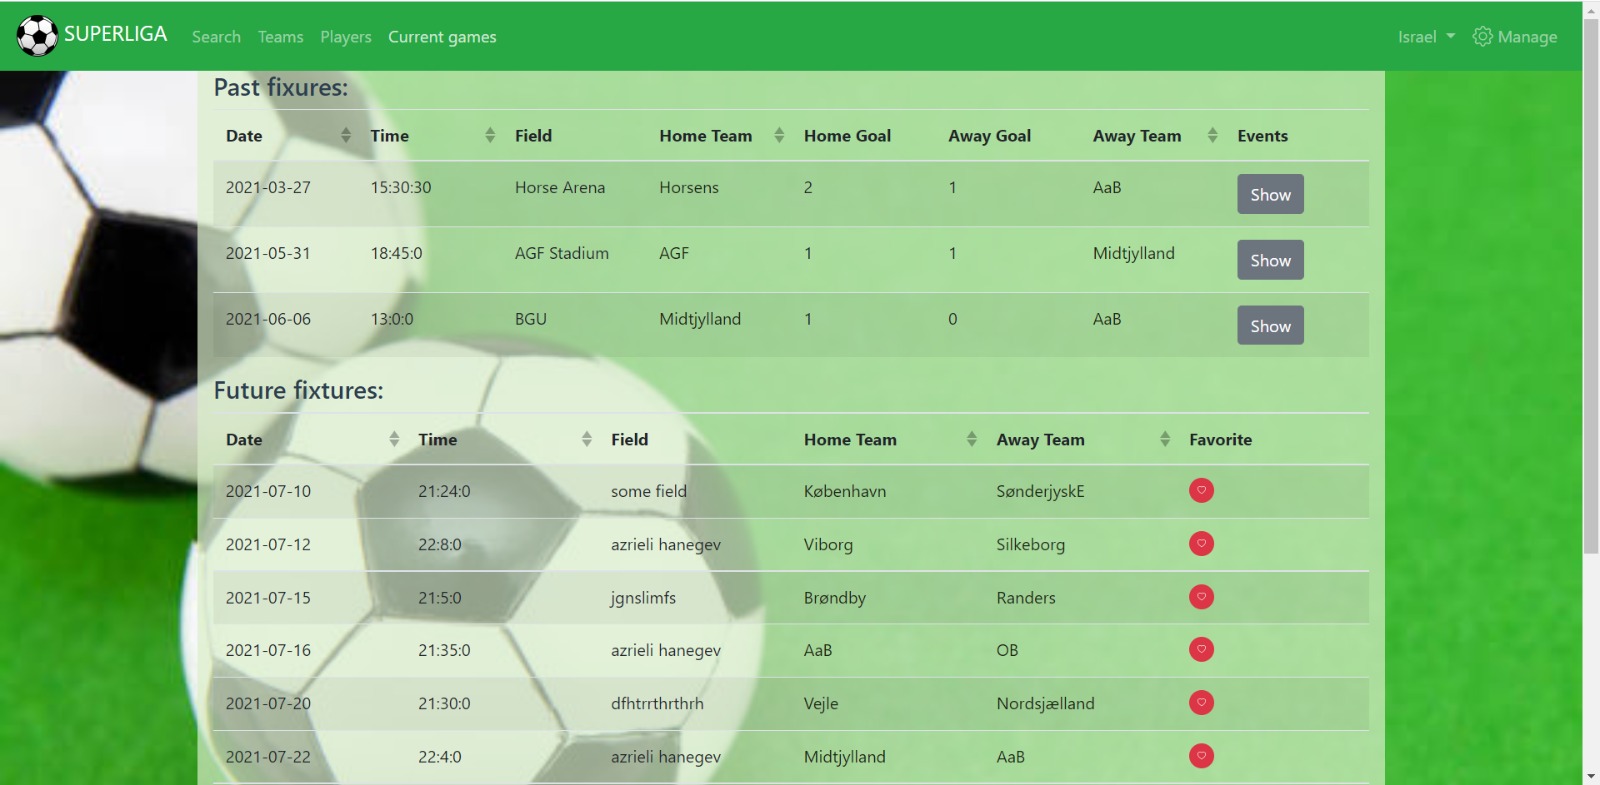 SUPERLIGA Search Teams Players Current games Israel Manage
Past fixures:
Date Time Field Home Team Home Goal Away Goal Away Team Events
2021-03-27 15:30:30 Horse Arena Horsens 2 1 AaB Show
2021-05-31 18:45:0 AGF Stadium AGF 1 1 Midtjylland Show
2021-06-06 13:0:0 BGU Midtjylland 1 0 AaB Show
Future fixtures:
Date Time Field Home Team Away Team Favorite
2021-07-10 21:24:0 some field København SønderjyskE
2021-07-12 22:8:0 azrieli hanegev Viborg Silkeborg
2021-07-15 21:5:0 jgnslimfs Brøndby Randers
2021-07-16 21:35:0 azrieli hanegev AaB OB
2021-07-20 21:30:0 dfhtrrthrthrh Vejle Nordsjælland
2021-07-22 22:4:0 azrieli hanegev Midtjylland AaB